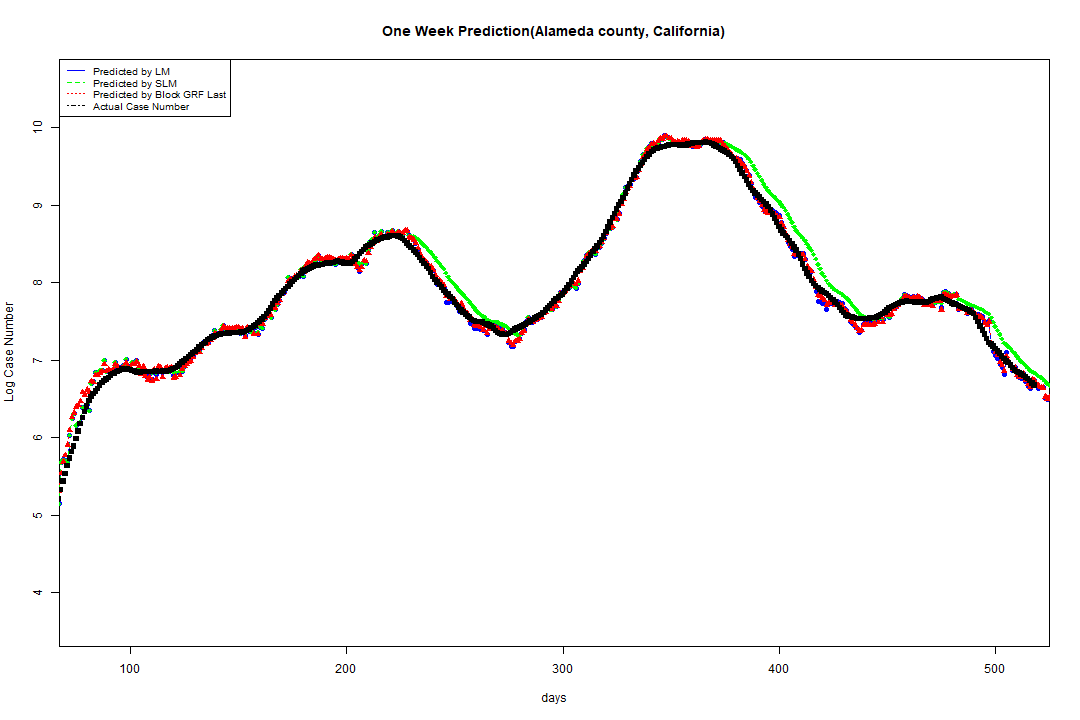 One Week Prediction(Alameda county, California)
Predicted by LM
Predicted by SLM
Predicted by Block GRF Last
Actual Case Number
10
9
8
7
6
5
4
Log Case Number
100 200 300 400 500
days